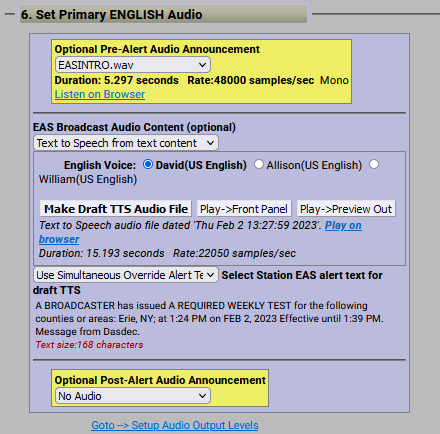 6. Set Primary ENGLISH Audio
Optional Pre-Alert Audio Announcement
EASINTRO.wav
Duration: 5.297 seconds Rate:48000 samples/sec Mono
Listen on Browser
EAS Broadcast Audio Content (optional)
Text to Speech from text content
English Voice: David(US English) Allison(US English)
William(US English)
Make Draft TTS Audio File Play->Front Panel Play->Preview Out
Text to Speech audio file dated 'Thu Feb 2 13:27:59 2023'. Play on
browser
Duration: 15.193 seconds Rate:22050 samples/sec
Use Simultaneous Override Alert Te Select Station EAS alert text for
draft TTS
A BROADCASTER has issued A REQUIRED WEEKLY TEST for the following
counties or areas: Erie, NY; at 1:24 PM on FEB 2, 2023 Effective until 1:39 PM.
Message from Dasdec.
Text size:168 characters
Optional Post-Alert Audio Announcement
No Audio
Goto --> Setup Audio Output Levels